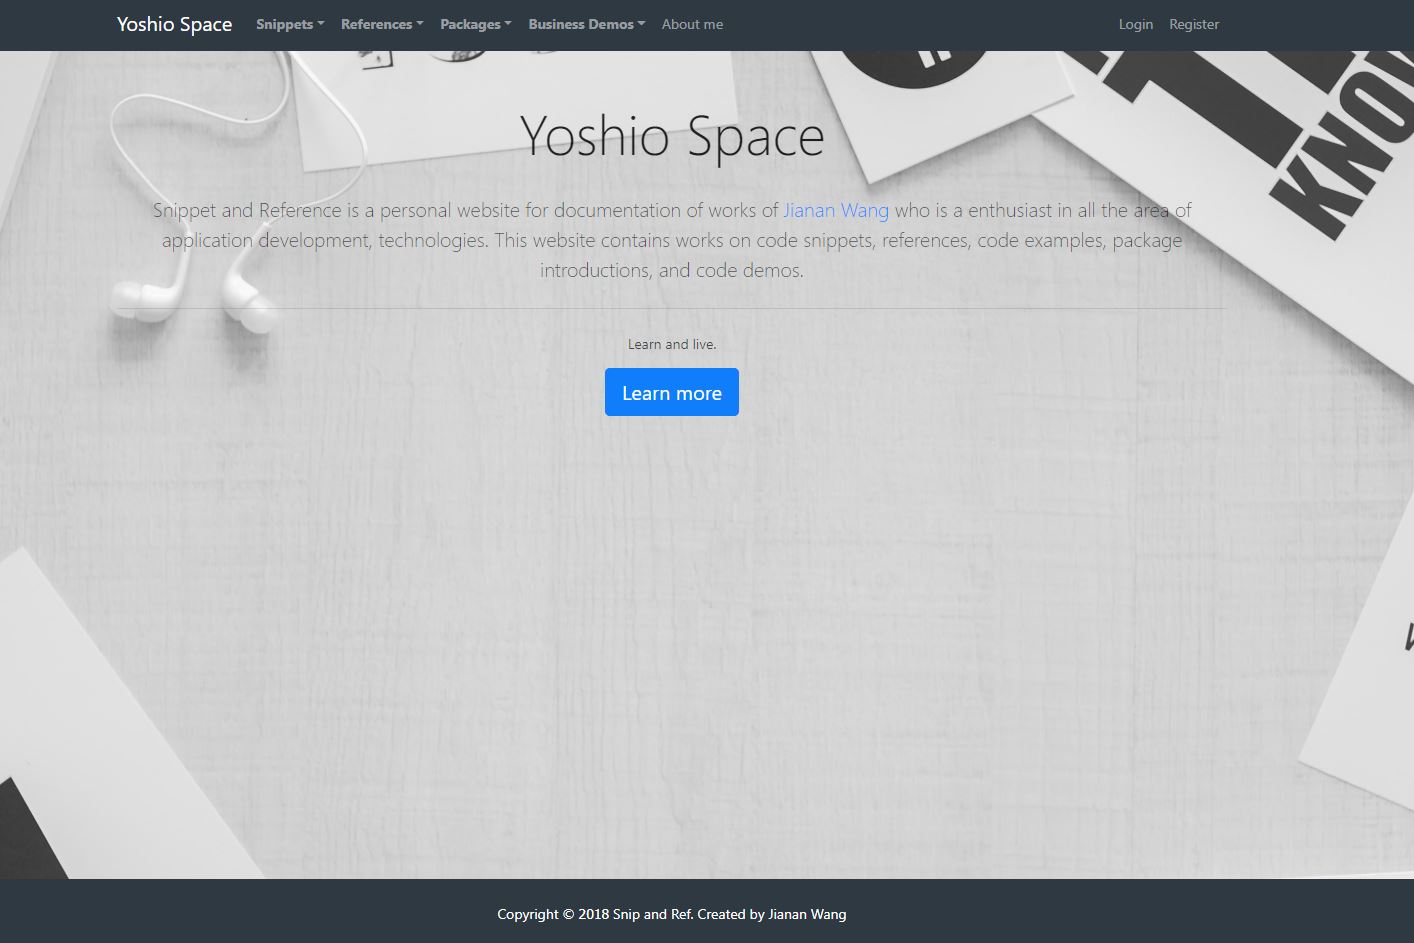 Yoshio Space Snippets References Packages Business Demos About me Login Register
KNOW
Yoshio Space
Snippet and Reference is a personal website for documentation of works of Jianan Wang who is a enthusiast in all the area of
application development, technologies. This website contains works on code snippets, references, code examples, package
introductions, and code demos.
Learn and live.
Learn more
Copyright © 2018 Snip and Ref. Created by Jianan Wang